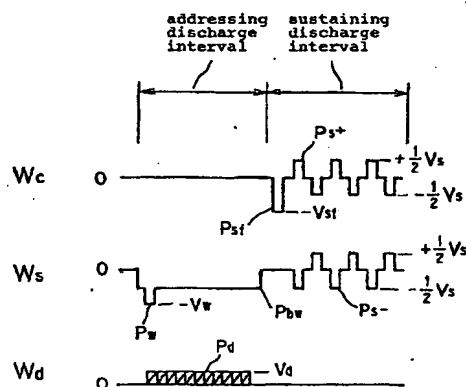 addressing discharge interval
sustaining discharge interval
Ps+
Wc 0 +1/2 Vs
-1/2 Vs
Psf -Vsf
Ws 0 +1/2 Vs
-Vw -1/2 Vs
Pw Pbw Ps-
Pd
Wd 0 Vd